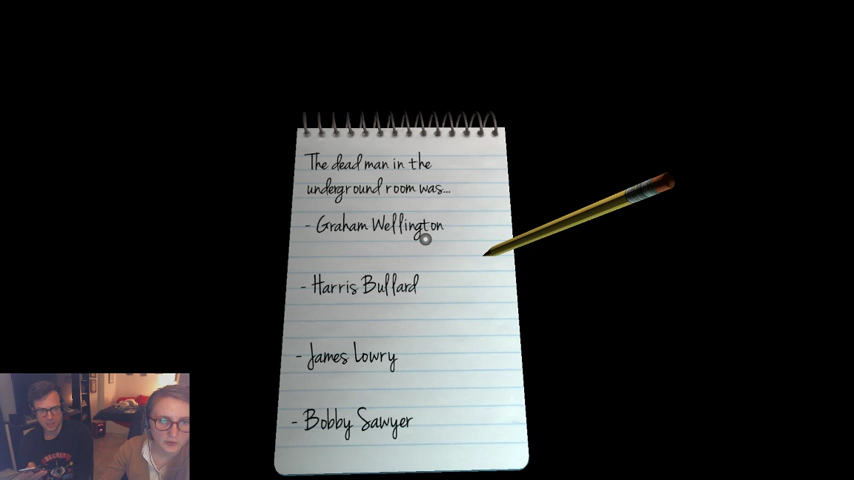 The dead man in the
underground room was...
- Graham Wellington
- Harris Bullard
- James Lowry
- Bobby Sawyer